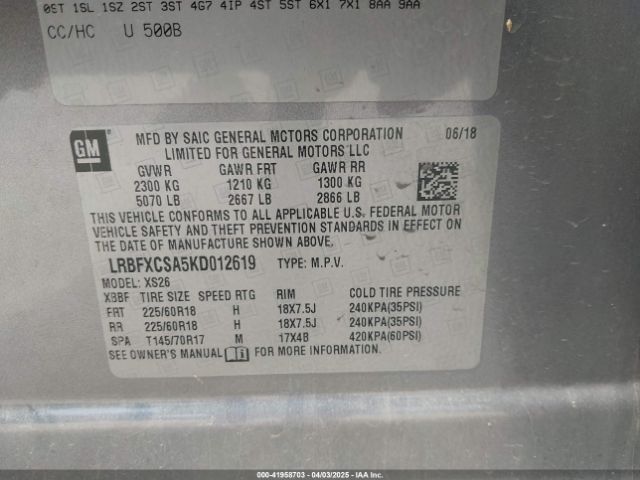 0ST 1SL 1SZ 2ST 3ST 4G7 4IP 4ST 5ST 6X1 7X1 8AA 9AA
CC/HC U 500B
GM
MFD BY SAIC GENERAL MOTORS CORPORATION 06/18
LIMITED FOR GENERAL MOTORS LLC
GVWR GAWR FRT GAWR RR
2300 KG 1210 KG 1300 KG
5070 LB 2667 LB 2866 LB
THIS VEHICLE CONFORMS TO ALL APPLICABLE U.S. FEDERAL MOTOR
VEHICLE SAFETY AND THEFT PREVENTION STANDARDS IN EFFECT ON
THE DATE OF MANUFACTURE SHOWN ABOVE.
LRBFXCSA5KD012619 TYPE: M.P.V.
MODEL: XS26
XBBF TIRE SIZE SPEED RTG RIM COLD TIRE PRESSURE
FRT 225/60R18 H 18X7.5J 240KPA(35PSI)
RR 225/60R18 H 18X7.5J 240KPA(35PSI)
SPA T145/70R17 M 17X4B 420KPA(60PSI)
SEE OWNER'S MANUAL FOR MORE INFORMATION.
000-41958703 - 04/03/2025 - IAA Inc.